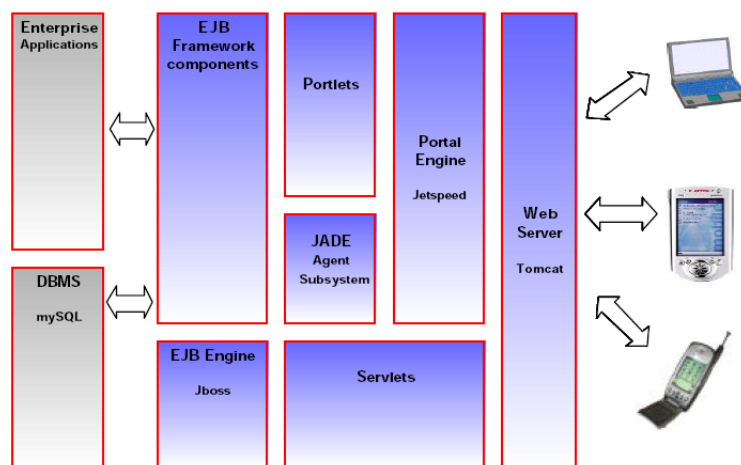 Enterprise
Applications
EJB
Framework
components
Portlets
Portal
Engine
Jetspeed
Web
Server
Tomcat
JADE
Agent
Subsystem
DBMS
mySQL
EJB Engine
Jboss
Servlets